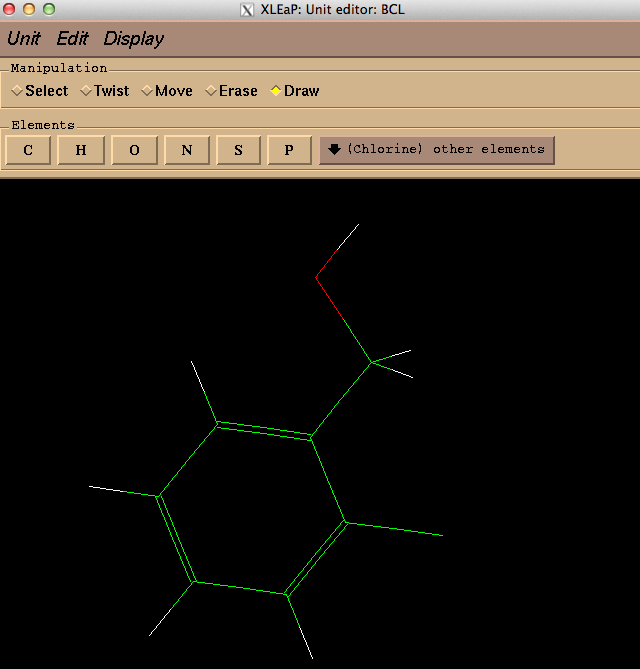 XLEaP: Unit editor: BCL
Unit Edit Display
Manipulation
Select Twist Move Erase Draw
Elements
C H O N S P (Chlorine) other elements